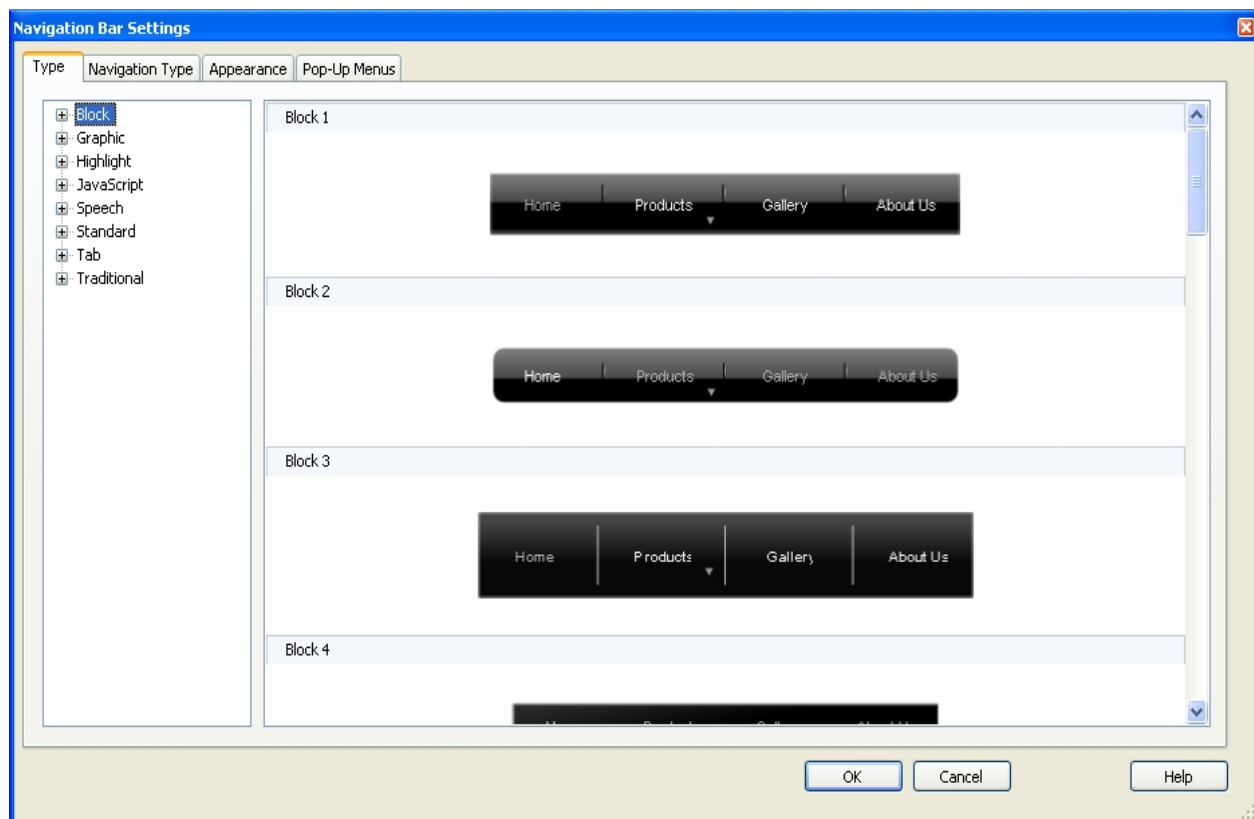 Navigation Bar Settings
Type Navigation Type Appearance Pop-Up Menus
Block
Graphic
Highlight
JavaScript
Speech
Standard
Tab
Traditional
Block 1
Home Products Gallery About Us
Block 2
Home Products Gallery About Us
Block 3
Home Products Gallery About Us
Block 4
OK Cancel Help